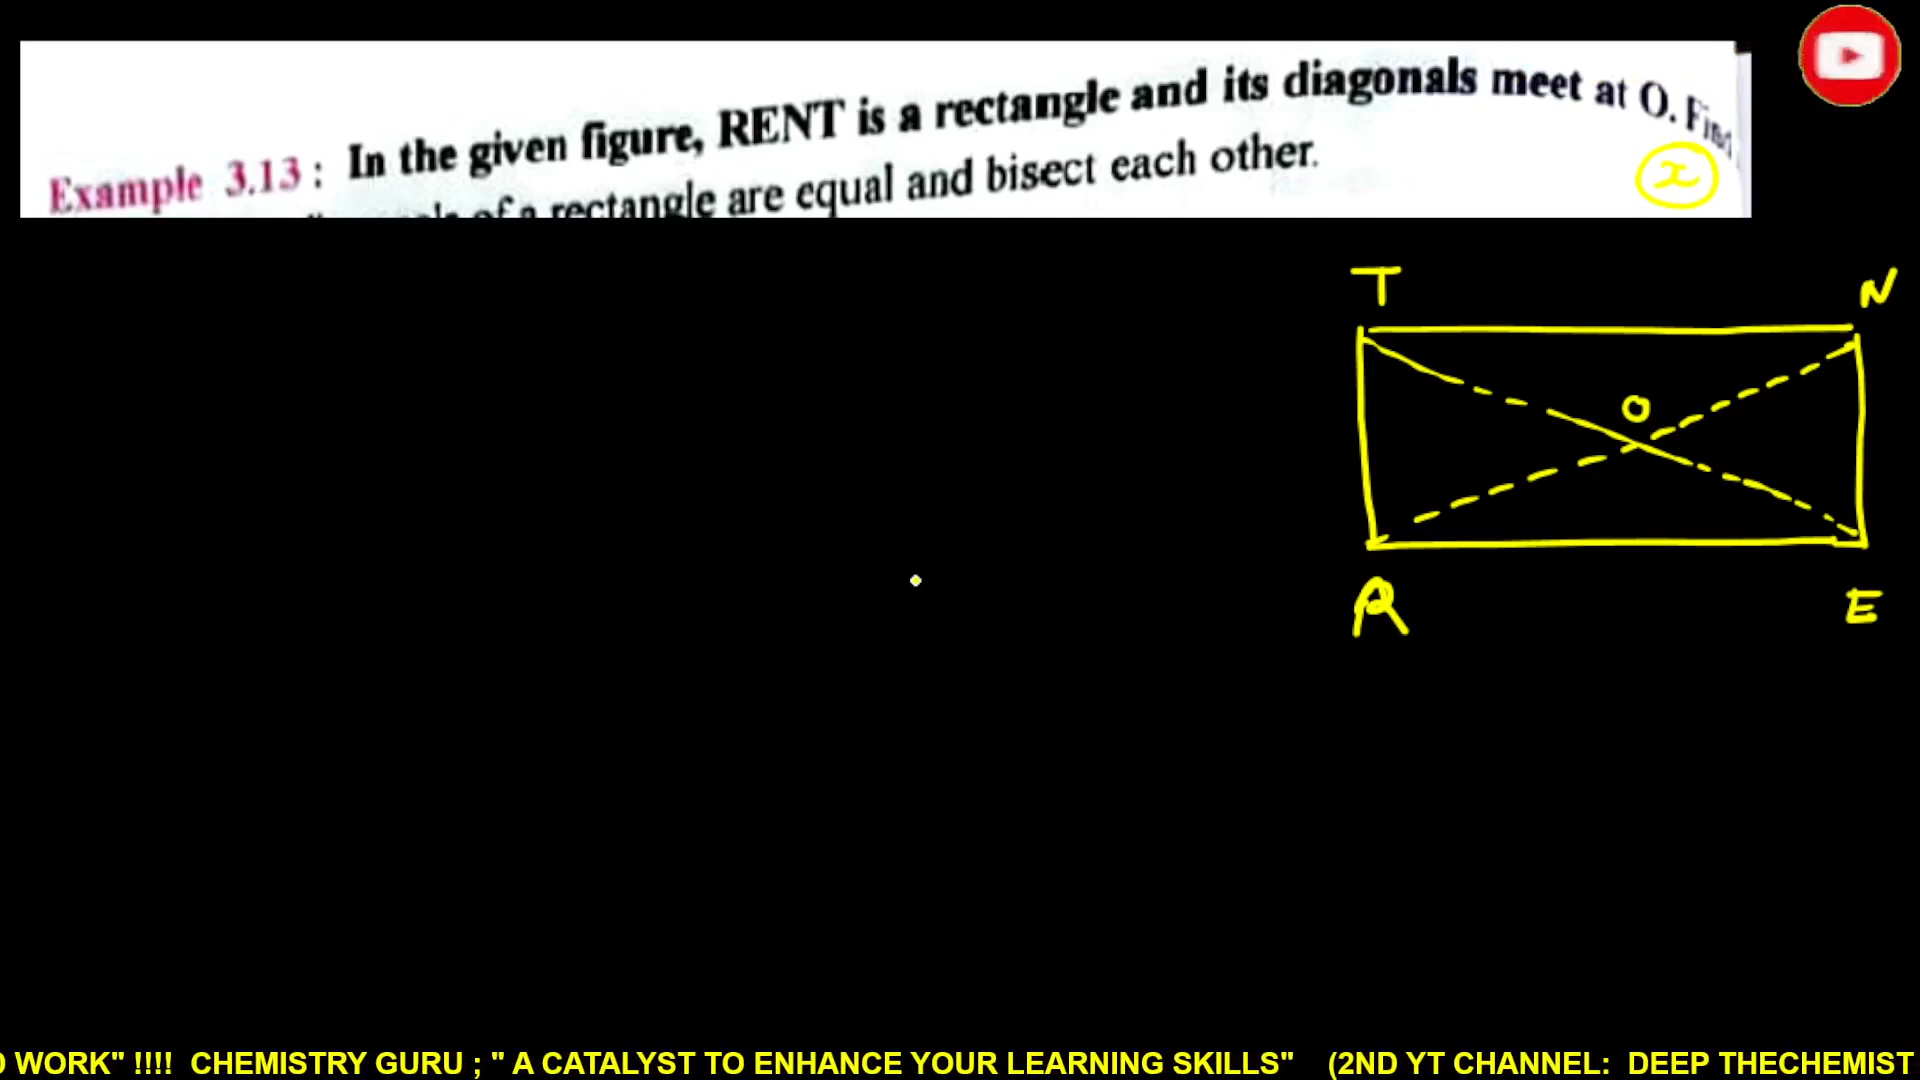 Example 3.13 : In the given figure, RENT is a rectangle and its diagonals meet at O. Find
of a rectangle are equal and bisect each other.
x
T N
O
R E
WORK" !!!! CHEMISTRY GURU ; " A CATALYST TO ENHANCE YOUR LEARNING SKILLS" (2ND YT CHANNEL: DEEP THECHEMIST